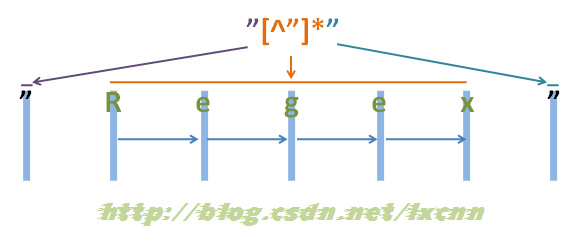 ”[^”]*”
” R e g e x ”
http://blog.csdn.net/lxcnn